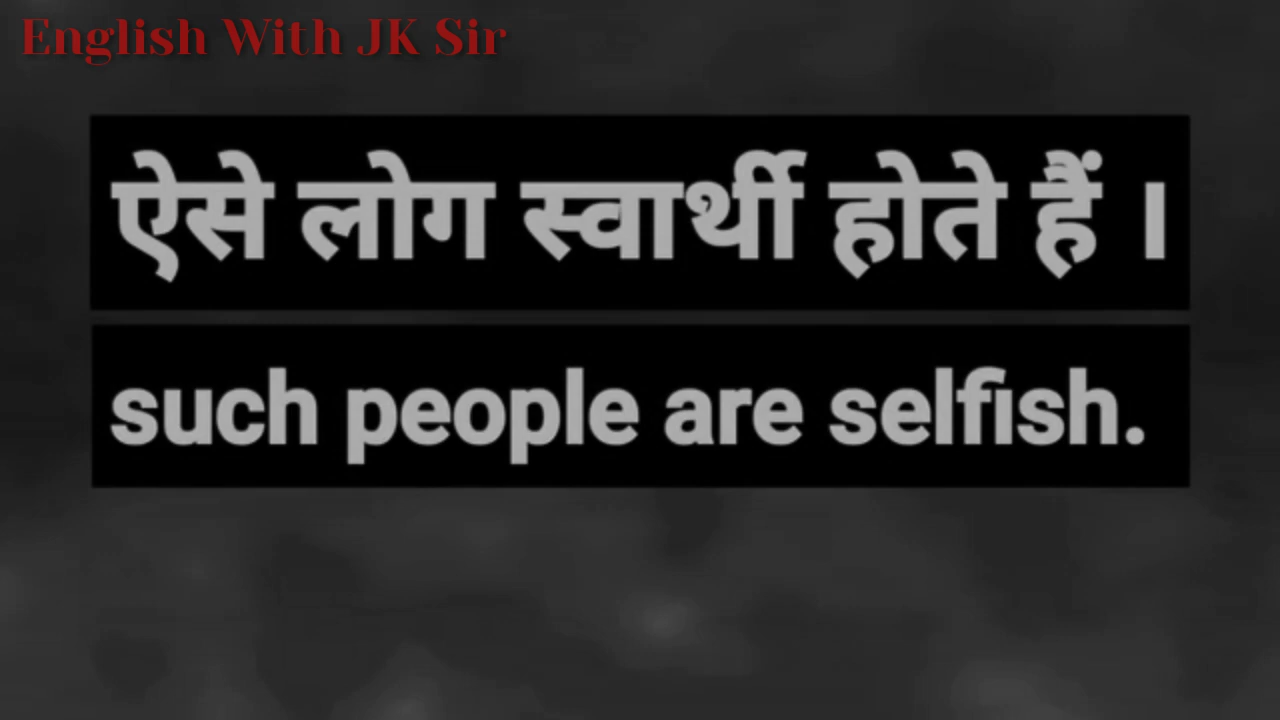 English With JK Sir
ऐसे लोग स्वार्थी होते हैं ।
such people are selfish.